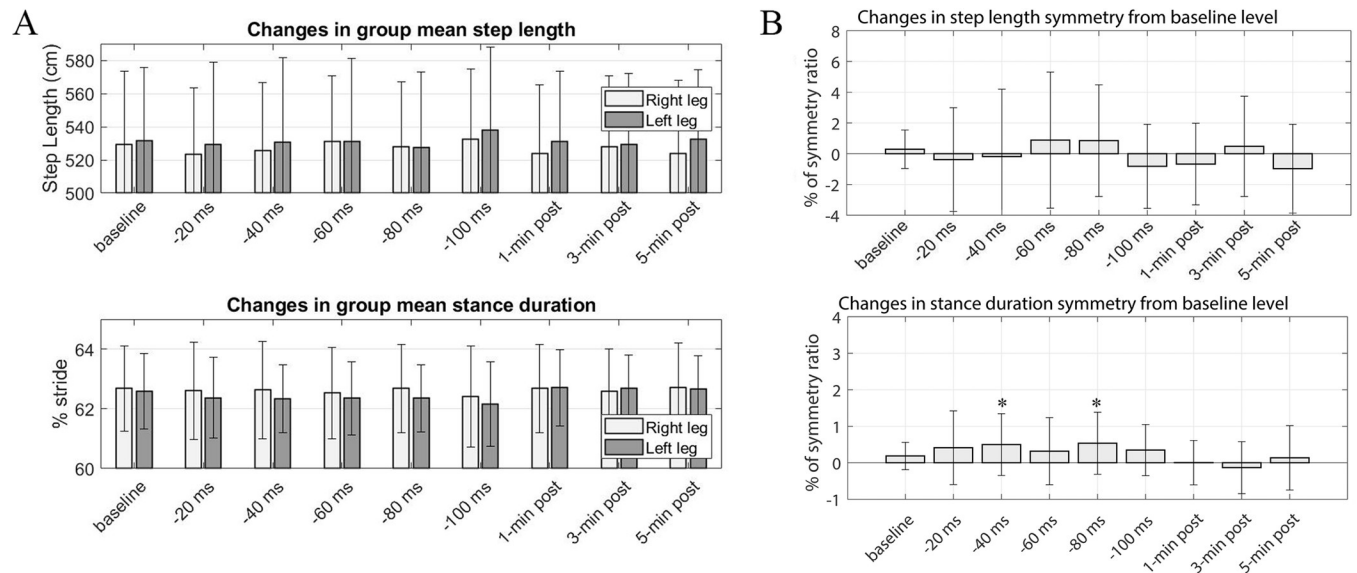 A
Changes in group mean step length
Step Length (cm)
580
560
540
520
500
Right leg
Left leg
baseline
-20 ms
-40 ms
-60 ms
-80 ms
-100 ms
1-min post
3-min post
5-min post
Changes in group mean stance duration
% stride
64
62
60
Right leg
Left leg
baseline
-20 ms
-40 ms
-60 ms
-80 ms
-100 ms
1-min post
3-min post
5-min post
B
Changes in step length symmetry from baseline level
% of symmetry ratio
8
6
4
2
0
-2
-4
baseline
-20 ms
-40 ms
-60 ms
-80 ms
-100 ms
1-min post
3-min post
5-min post
Changes in stance duration symmetry from baseline level
% of symmetry ratio
4
3
2
1
0
-1
*
*
baseline
-20 ms
-40 ms
-60 ms
-80 ms
-100 ms
1-min post
3-min post
5-min post